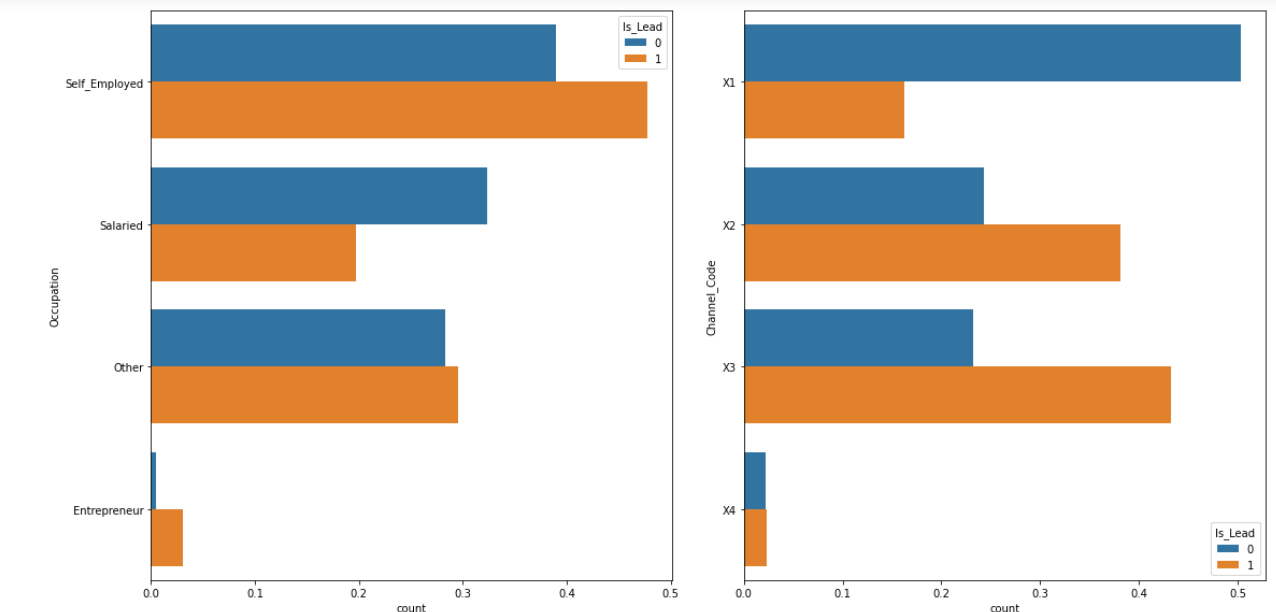 Is_Lead
0
1
Self_Employed
Salaried
Other
Entrepreneur
Occupation
0.0 0.1 0.2 0.3 0.4 0.5
count
X1
X2
X3
X4
Channel_Code
Is_Lead
0
1
0.0 0.1 0.2 0.3 0.4 0.5
count